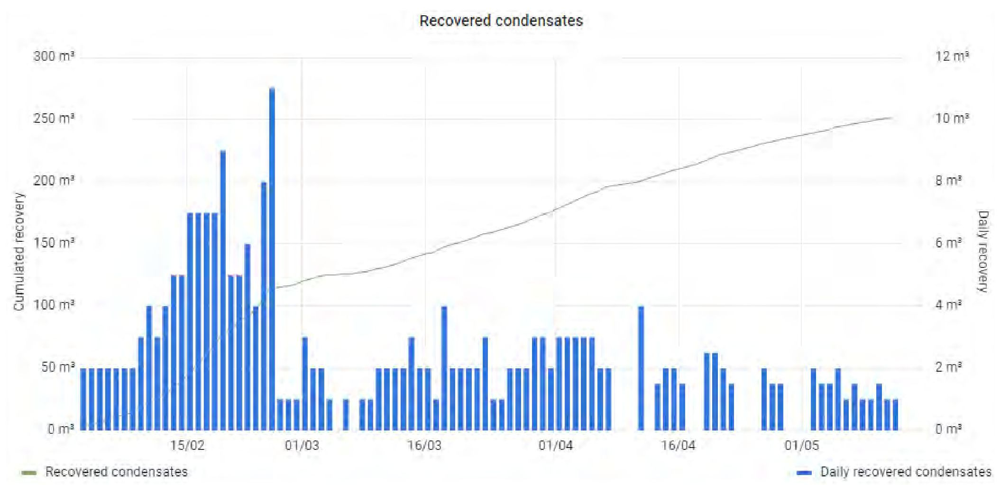 Recovered condensates
300 m³
12 m³
250 m³
10 m³
200 m³
8 m³
150 m³
6 m³
100 m³
4 m³
50 m³
2 m³
0 m³
0 m³
Cumulated recovery
Daily recovery
15/02
01/03
16/03
01/04
16/04
01/05
Recovered condensates
Daily recovered condensates